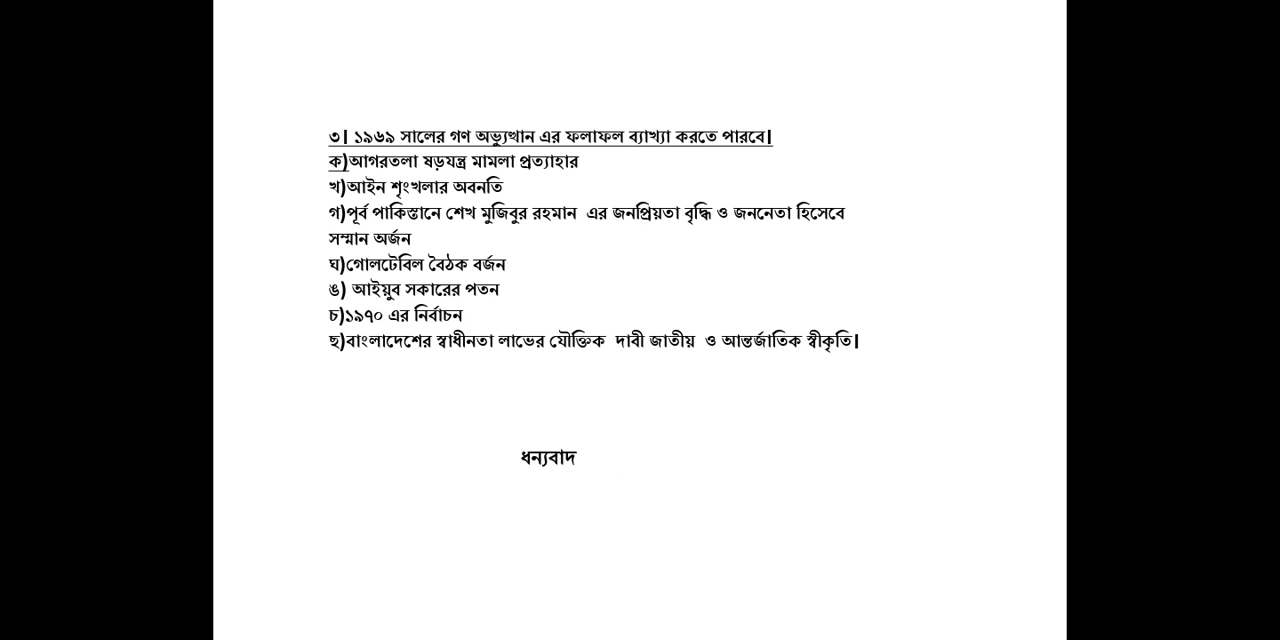 ৩। ১৯৬৯ সালের গণ অভ্যুত্থান এর ফলাফল ব্যাখ্যা করতে পারবে।
ক)আগরতলা ষড়যন্ত্র মামলা প্রত্যাহার
খ)আইন শৃংখলার অবনতি
গ)পূর্ব পাকিস্তানে শেখ মুজিবুর রহমান এর জনপ্রিয়তা বৃদ্ধি ও জননেতা হিসেবে
সম্মান অর্জন
ঘ)গোলটেবিল বৈঠক বর্জন
ঙ) আইয়ুব সকারের পতন
চ)১৯৭০ এর নির্বাচন
ছ)বাংলাদেশের স্বাধীনতা লাভের যৌক্তিক দাবী জাতীয় ও আন্তর্জাতিক স্বীকৃতি।
ধন্যবাদ